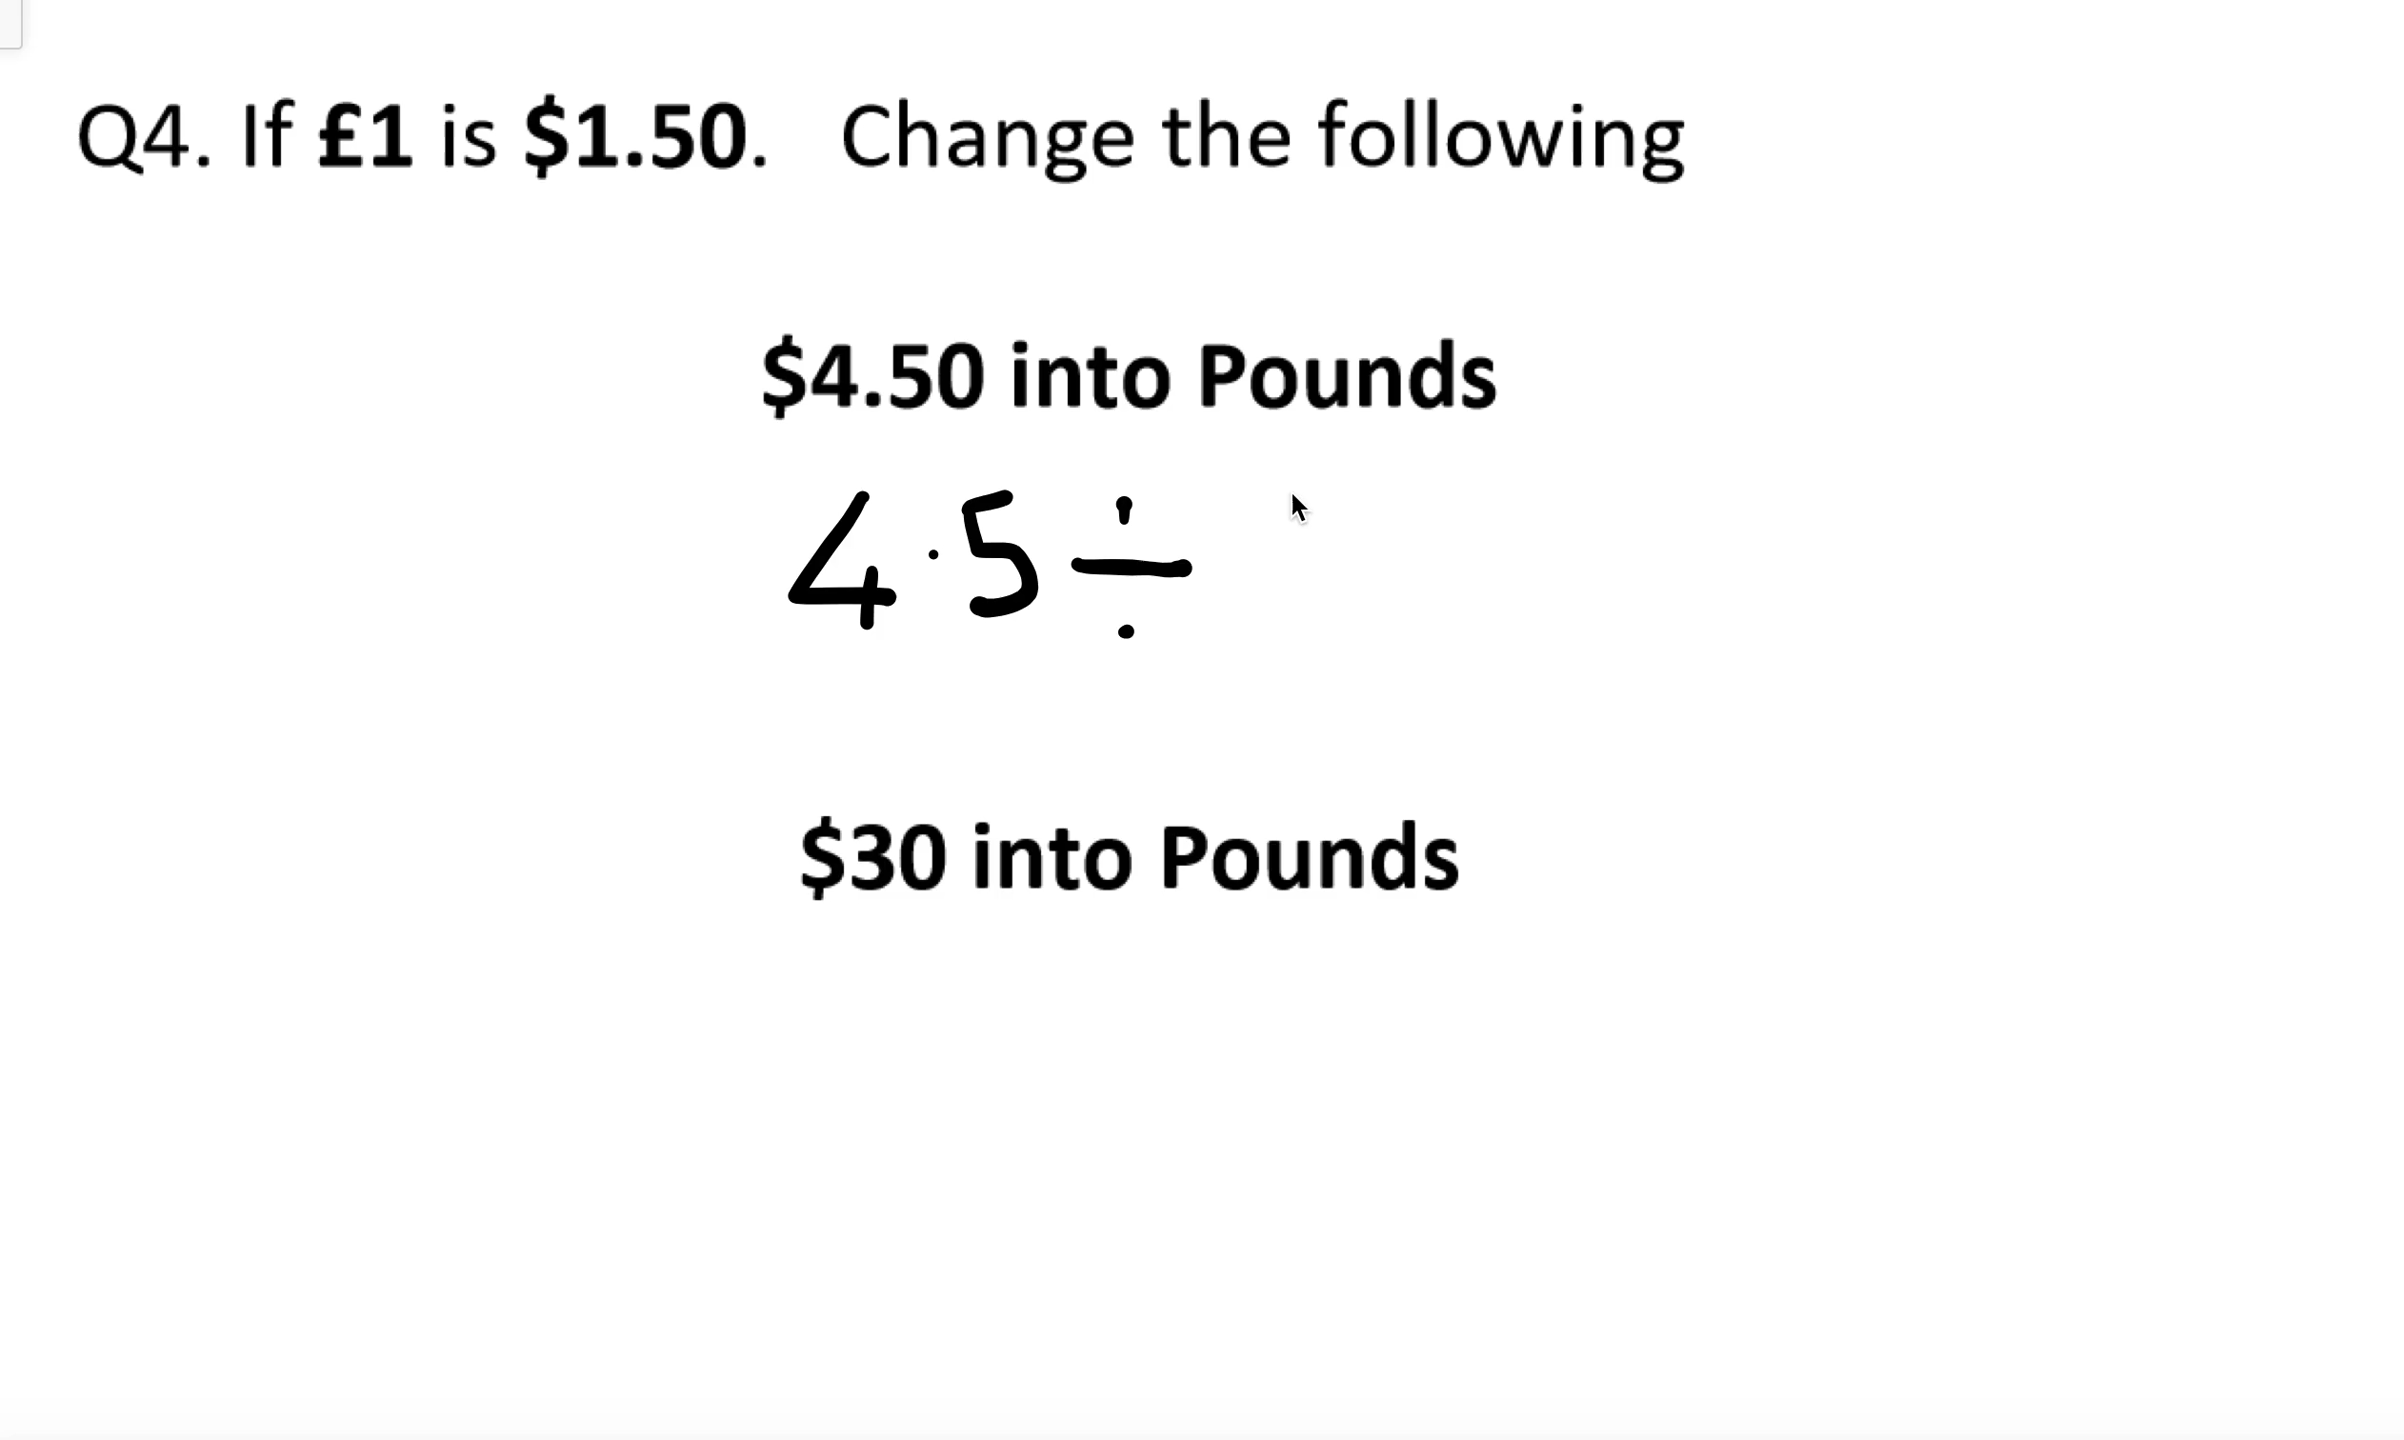 Q4. If £1 is $1.50. Change the following
$4.50 into Pounds
4·5÷
$30 into Pounds